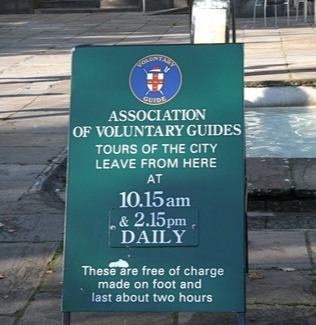 VOLUNTARY
GUIDE
ASSOCIATION
OF VOLUNTARY GUIDES
TOURS OF THE CITY
LEAVE FROM HERE
AT
10.15am
& 2.15pm
DAILY
These are free of charge
made on foot and
last about two hours